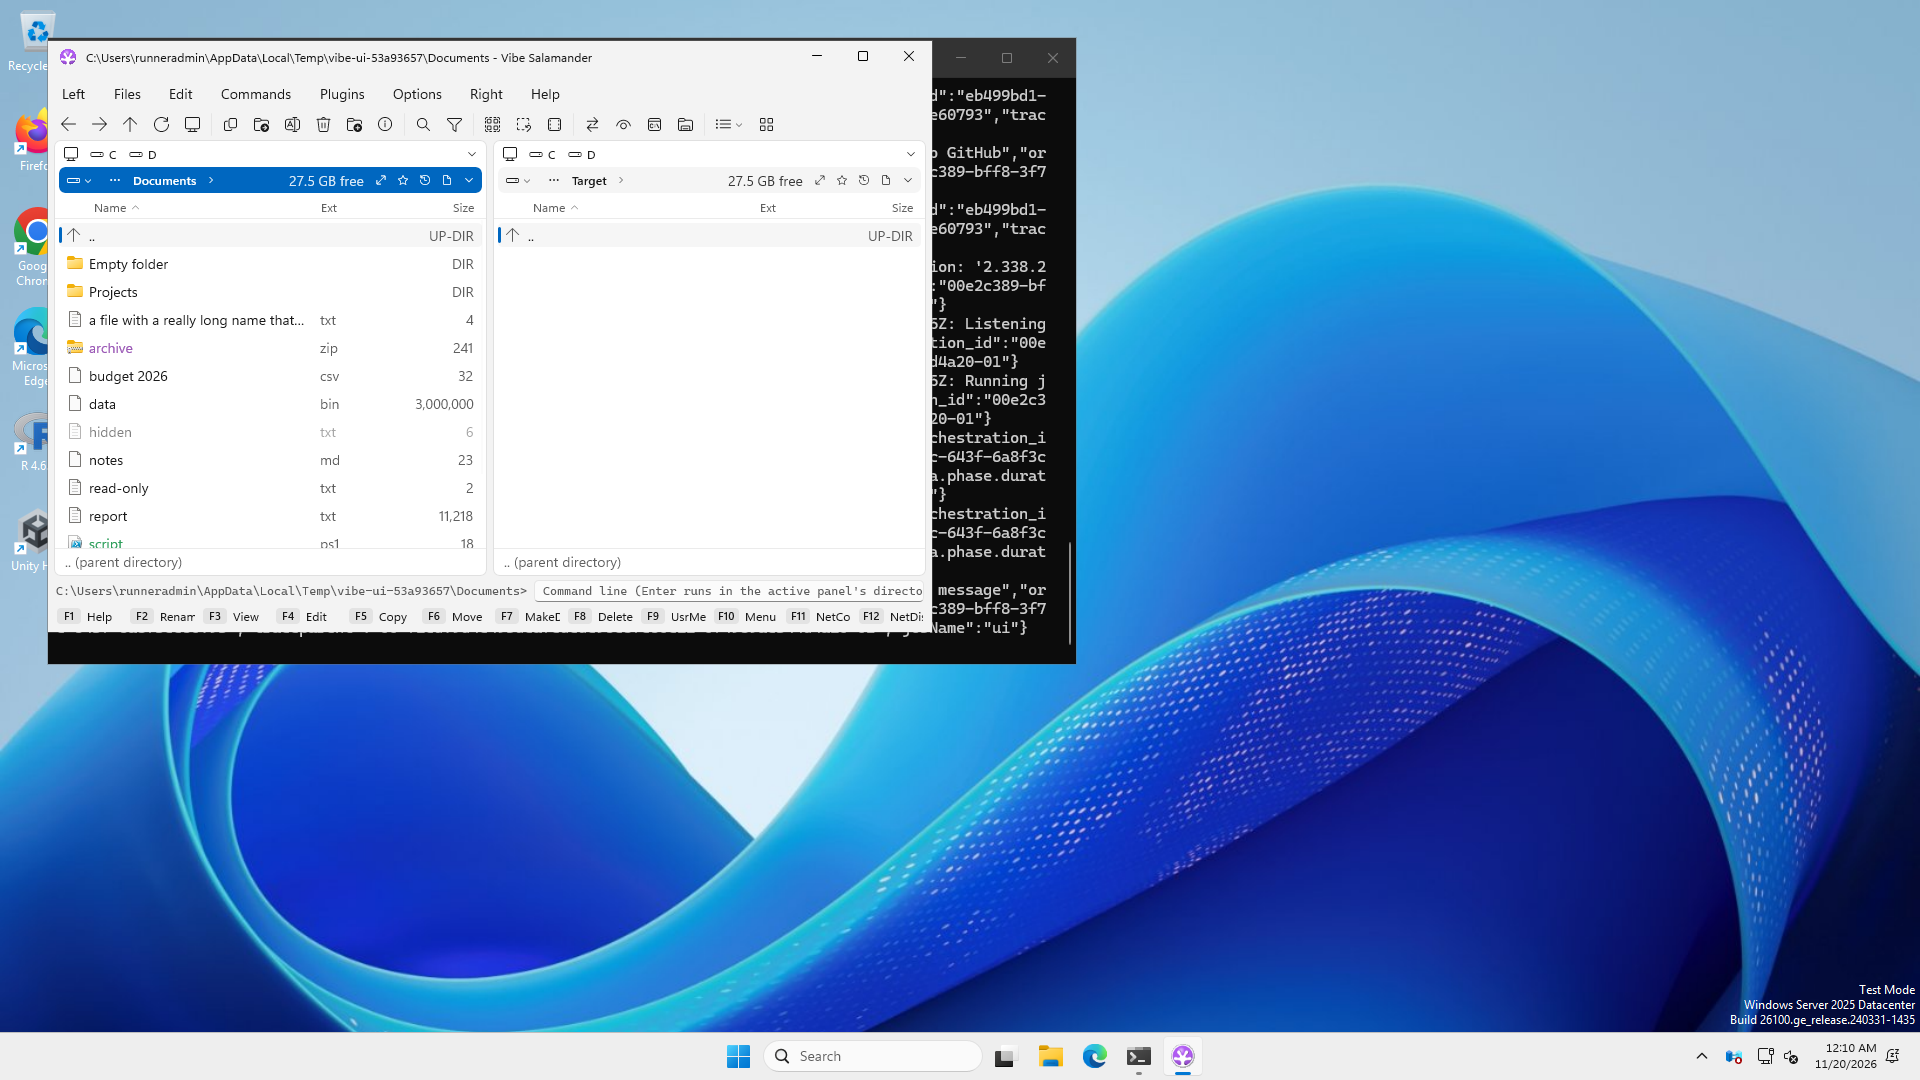 C:\Users\runneradmin\AppData\Local\Temp\vibe-ui-53a93657\Documents - Vibe Salamander
Left Files Edit Commands Plugins Options Right Help
C D
C D
Documents 27.5 GB free
Target 27.5 GB free
Name Ext Size
Name Ext Size
.. UP-DIR
.. UP-DIR
Empty folder DIR
Projects DIR
a file with a really long name that... txt 4
archive zip 241
budget 2026 csv 32
data bin 3,000,000
hidden txt 6
notes md 23
read-only txt 2
report txt 11,218
script ps1 18
.. (parent directory)
.. (parent directory)
C:\Users\runneradmin\AppData\Local\Temp\vibe-ui-53a93657\Documents> Command line (Enter runs in the active panel's directo
F1 Help F2 Renam F3 View F4 Edit F5 Copy F6 Move F7 MakeD F8 Delete F9 UsrMe F10 Menu F11 NetCo F12 NetDis
d":"eb499bd1-
e60793","trac
o GitHub","or
c389-bff8-3f7
d":"eb499bd1-
e60793","trac
ion: '2.338.2
:"00e2c389-bf
"}
5Z: Listening
tion_id":"00e
d4a20-01"}
5Z: Running j
n_id":"00e2c3
20-01"}
chestration_i
c-643f-6a8f3c
a.phase.durat
"}
chestration_i
c-643f-6a8f3c
a.phase.durat
message","or
c389-bff8-3f7
Name":"ui"}
Recycle
Firefo
Goog
Chron
Micros
Edge
R 4.6.
Unity H
Test Mode
Windows Server 2025 Datacenter
Build 26100.ge_release.240331-1435
Search
12:10 AM
11/20/2026